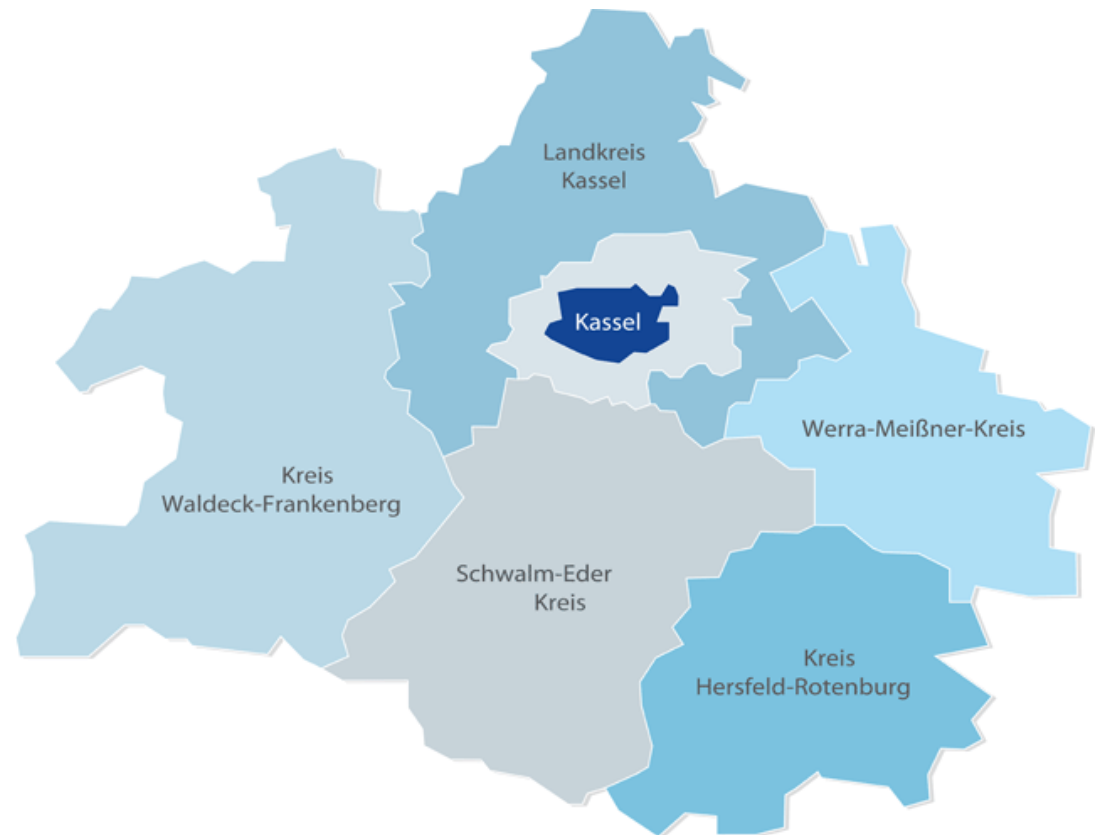 Landkreis
Kassel
Kassel
Werra-Meißner-Kreis
Kreis
Waldeck-Frankenberg
Schwalm-Eder
Kreis
Kreis
Hersfeld-Rotenburg